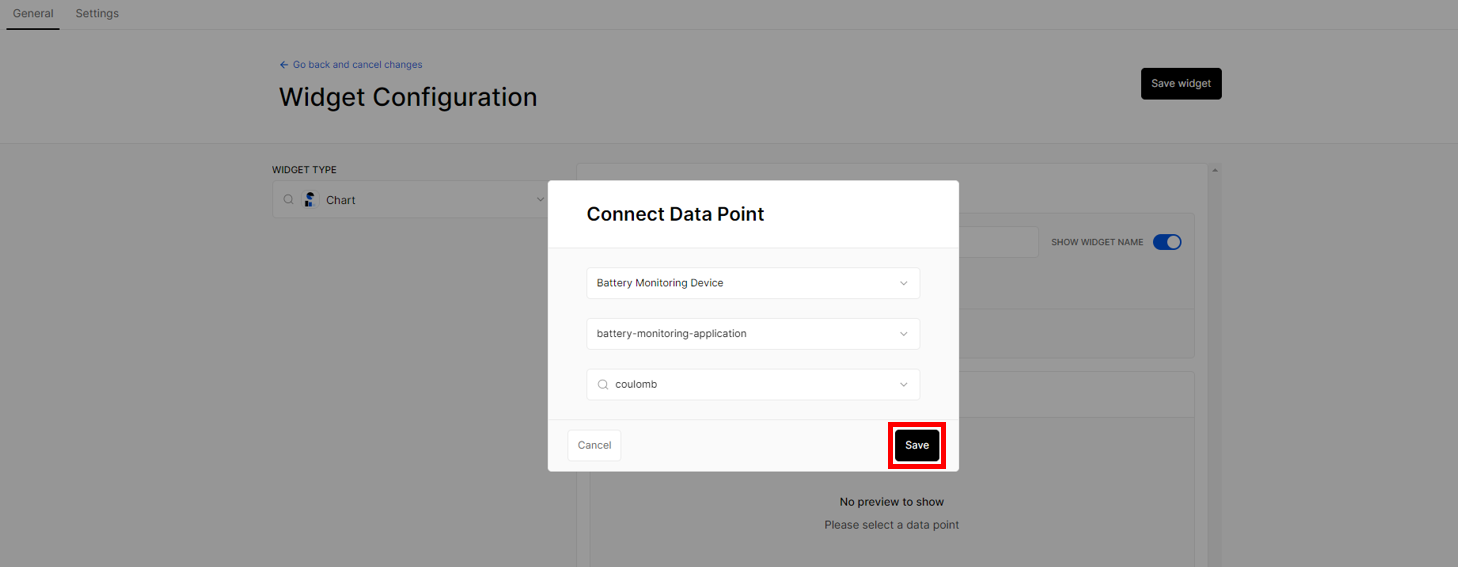 General
Settings
Go back and cancel changes
Widget Configuration
Save widget
WIDGET TYPE
Chart
SHOW WIDGET NAME
Connect Data Point
Battery Monitoring Device
battery-monitoring-application
coulomb
Cancel
Save
No preview to show
Please select a data point